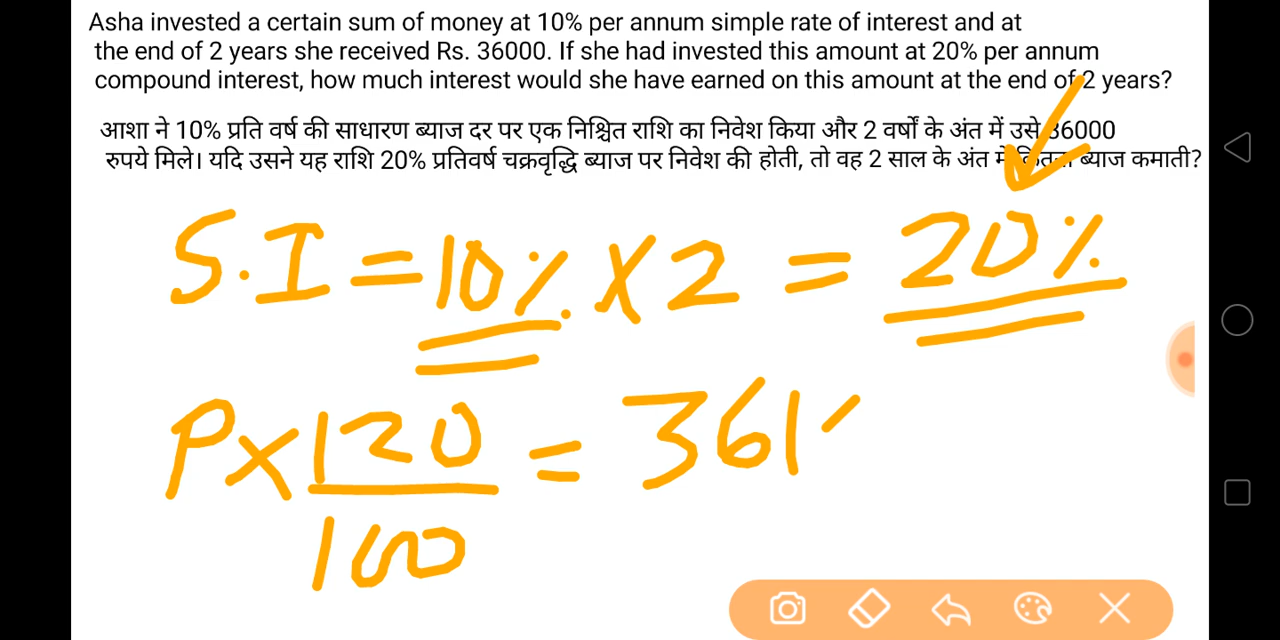 Asha invested a certain sum of money at 10% per annum simple rate of interest and at
the end of 2 years she received Rs. 36000. If she had invested this amount at 20% per annum
compound interest, how much interest would she have earned on this amount at the end of 2 years?
आशा ने 10% प्रति वर्ष की साधारण ब्याज दर पर एक निश्चित राशि का निवेश किया और 2 वर्षों के अंत में उसे 36000
रुपये मिले। यदि उसने यह राशि 20% प्रतिवर्ष चक्रवृद्धि ब्याज पर निवेश की होती, तो वह 2 साल के अंत में कितना ब्याज कमाती?
S.I = 10% X 2 = 20%
P X 120 = 361
100